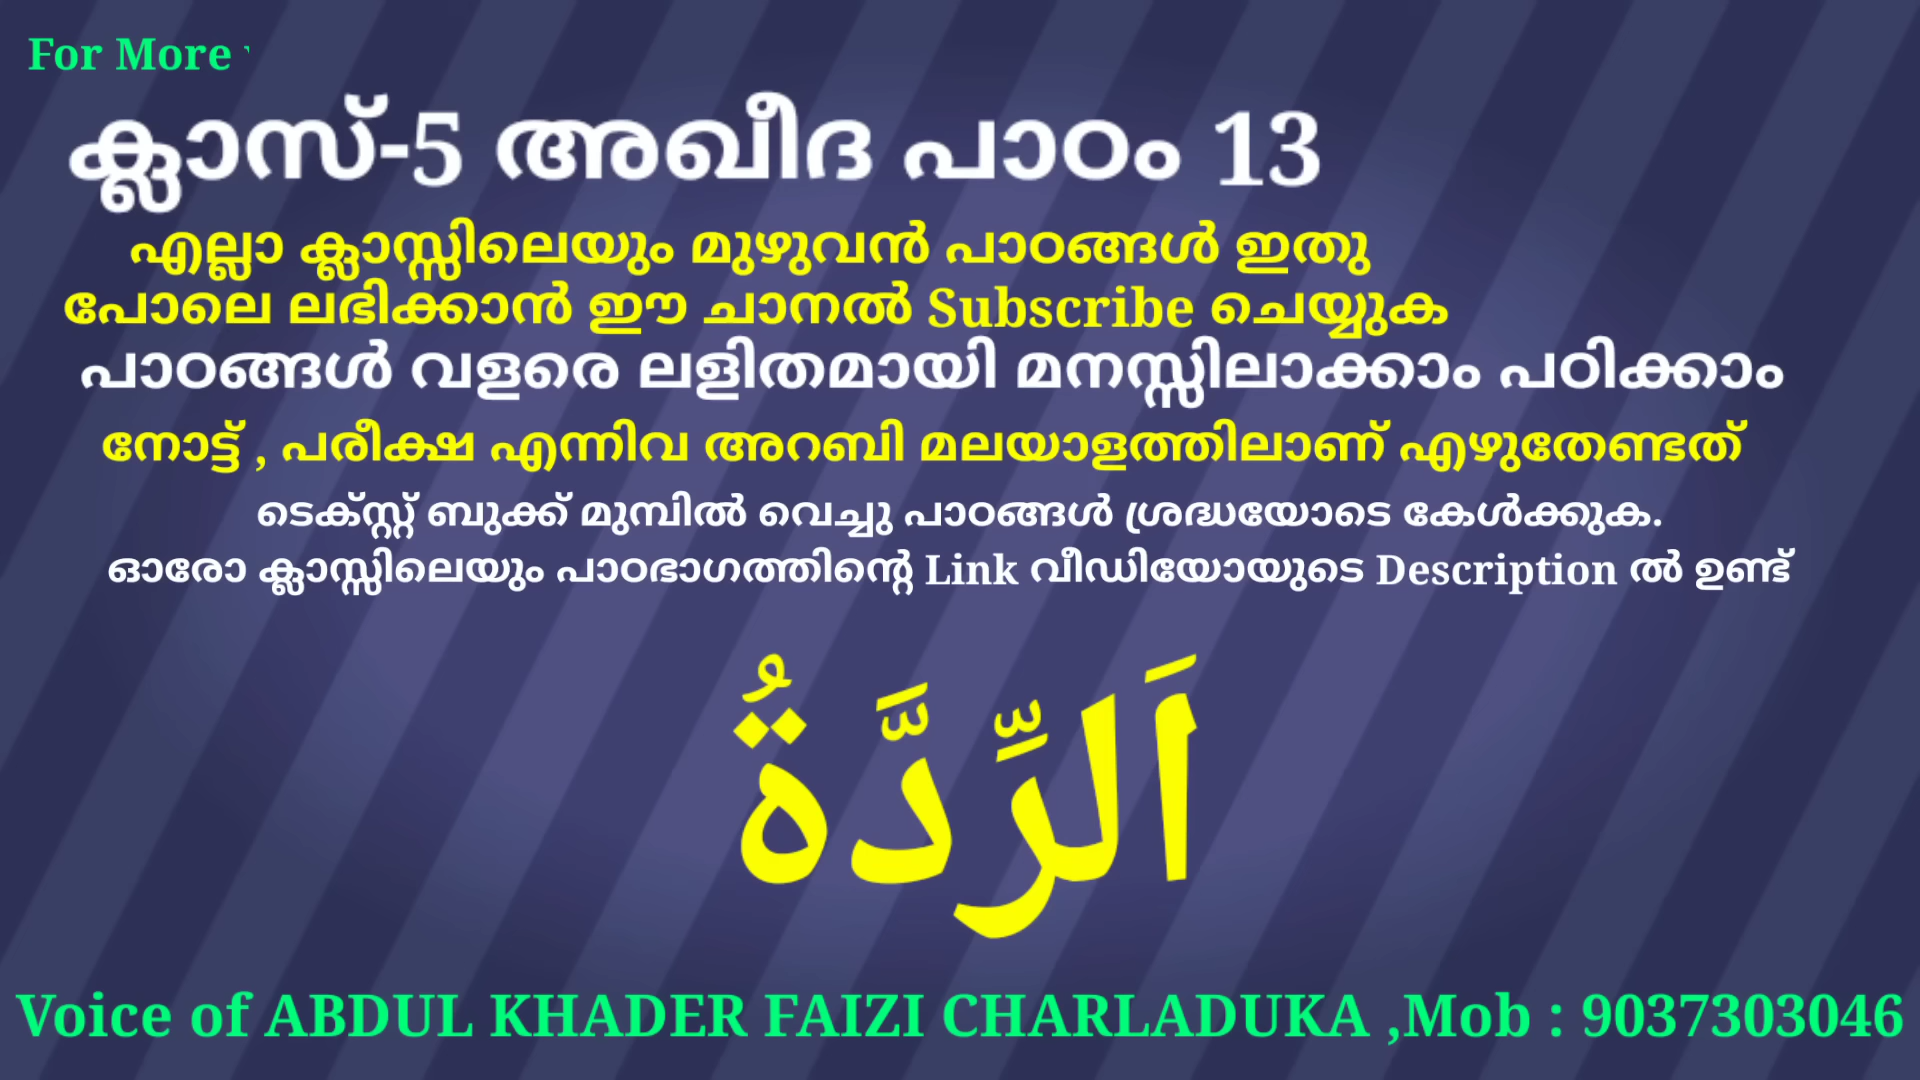 For More
ക്ലാസ്-5 അഖീദ പാഠം 13
എല്ലാ ക്ലാസ്സിലെയും മുഴുവൻ പാഠങ്ങൾ ഇതു
പോലെ ലഭിക്കാൻ ഈ ചാനൽ Subscribe ചെയ്യുക
പാഠങ്ങൾ വളരെ ലളിതമായി മനസ്സിലാക്കാം പഠിക്കാം
നോട്ട് , പരീക്ഷ എന്നിവ അറബി മലയാളത്തിലാണ് എഴുതേണ്ടത്
ടെക്സ്റ്റ് ബുക്ക് മുമ്പിൽ വെച്ചു പാഠങ്ങൾ ശ്രദ്ധയോടെ കേൾക്കുക.
ഓരോ ക്ലാസ്സിലെയും പാഠഭാഗത്തിന്റെ Link വീഡിയോയുടെ Description ൽ ഉണ്ട്
اَلرِّدَّةُ
Voice of ABDUL KHADER FAIZI CHARLADUKA ,Mob : 9037303046